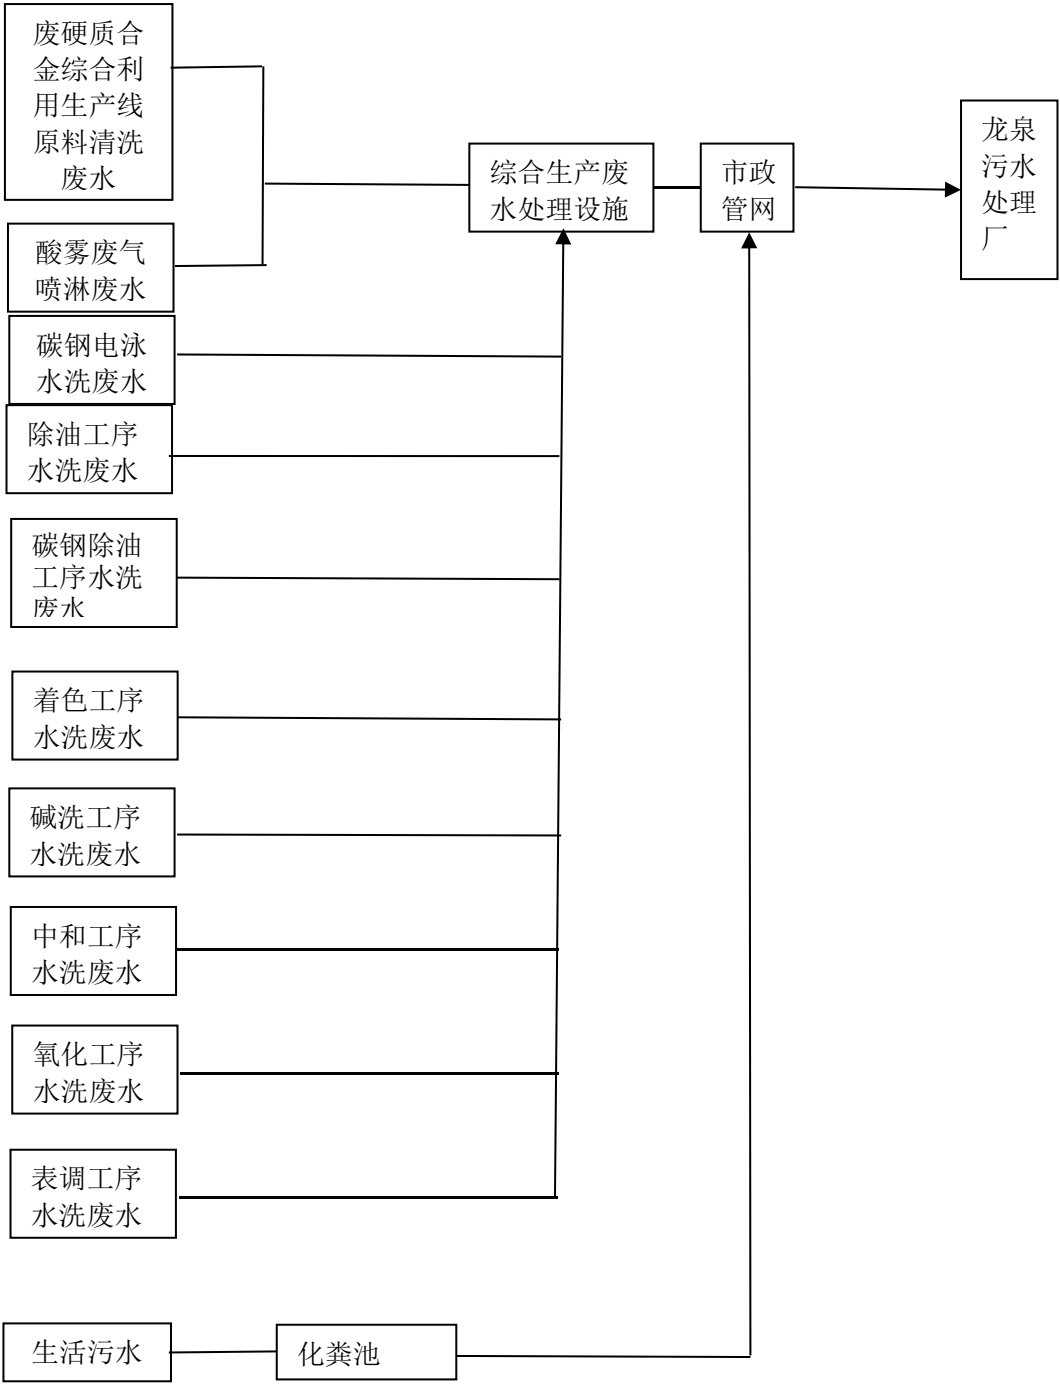 废硬质合
金综合利
用生产线
原料清洗
废水
酸雾废气
喷淋废水
碳钢电泳
水洗废水
除油工序
水洗废水
碳钢除油
工序水洗
废水
着色工序
水洗废水
碱洗工序
水洗废水
中和工序
水洗废水
氧化工序
水洗废水
表调工序
水洗废水
生活污水
化粪池
综合生产废
水处理设施
市政
管网
龙泉
污水
处理
厂